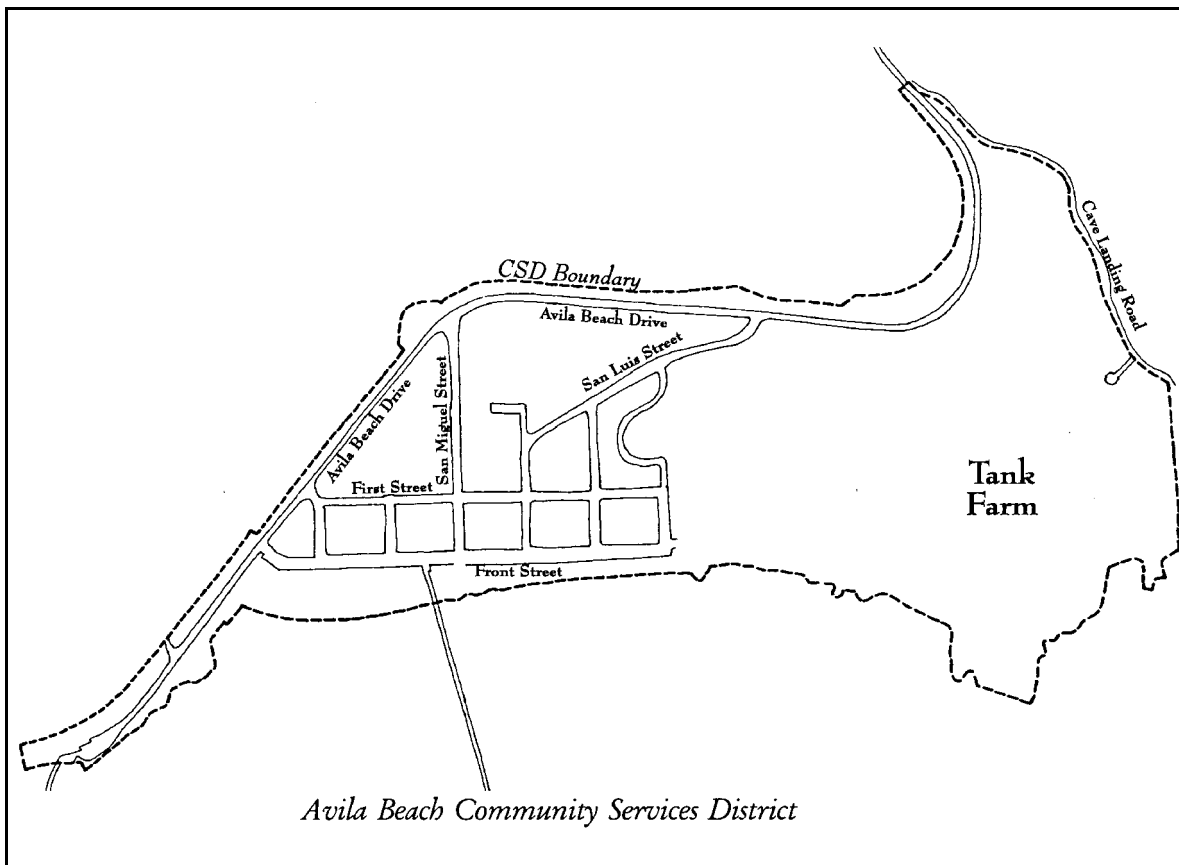 Cave Landing Road
CSD Boundary
Avila Beach Drive
San Luis Street
Avila Beach Drive
San Miguel Street
First Street
Tank
Farm
Front Street
Avila Beach Community Services District